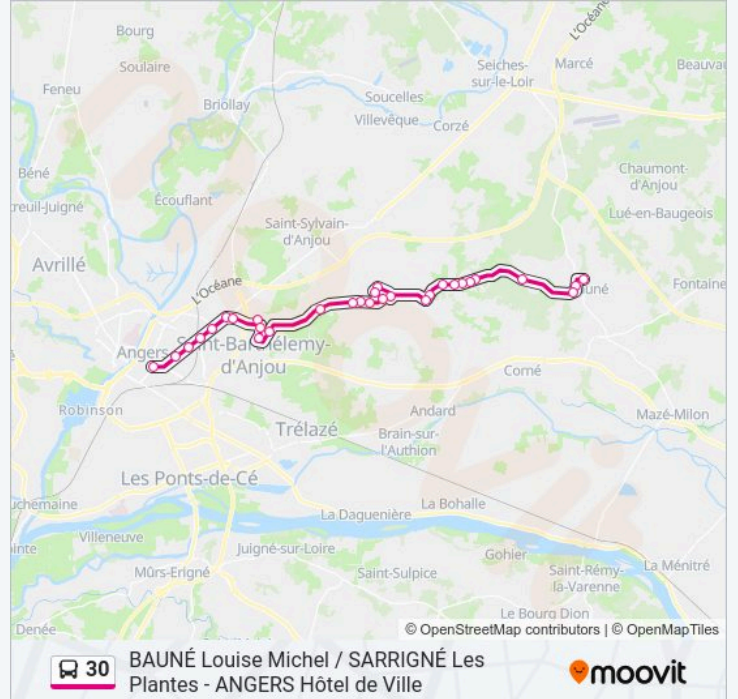 Bourg
L'Océane
Marcé
Seiches-
sur-le-Loir
Beauvau
Soulaire
Feneu
Briollay
Soucelles
Villevêque
Corzé
Béné
Écouflant
Chaumont-
d'Anjou
Lué-en-Baugeois
Saint-Sylvain-
d'Anjou
Avrillé
L'Océane
Fontaine
Angers
Saint-Barthélemy-
d'Anjou
Corné
Robinson
Andard
Mazé-Milon
Trélazé
Brain-sur-
l'Authion
Les Ponts-de-Cé
La Bohalle
La Daguenière
Villeneuve
Juigné-sur-Loire
Gohier
Mûrs-Erigné
Saint-Sulpice
Saint-Rémy-
la-Varenne
La Ménitré
Le Bourg Dion
Denée
© OpenStreetMap contributors | © OpenMapTiles
30
BAUNÉ Louise Michel / SARRIGNÉ Les
Plantes - ANGERS Hôtel de Ville
moovit